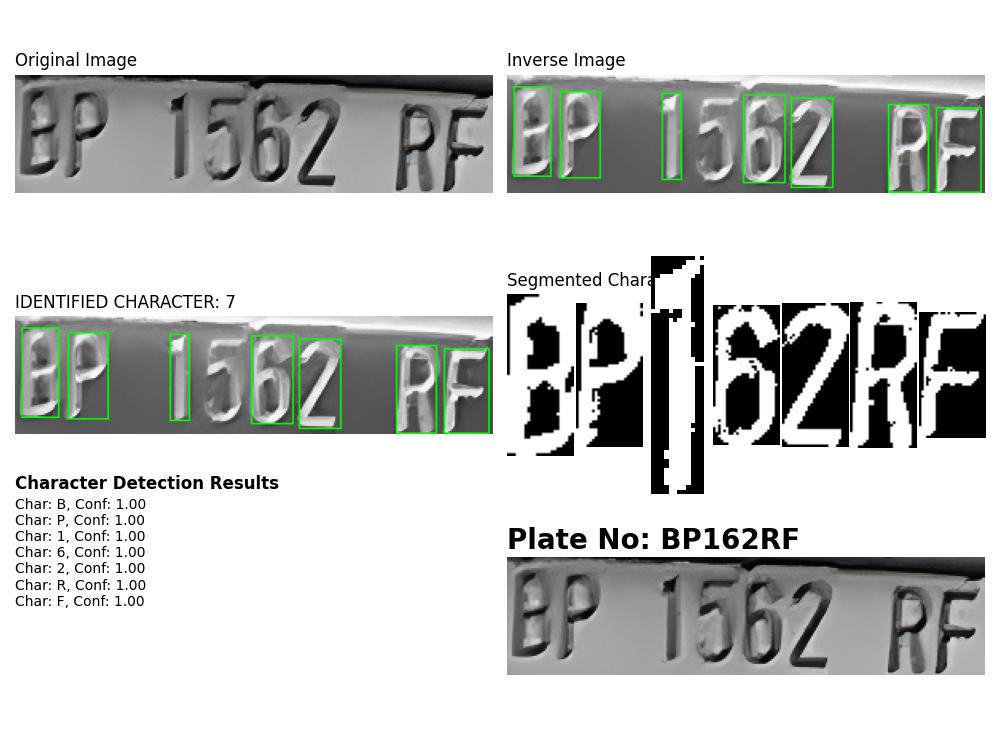 Original Image
BP 1562 RF
Inverse Image
BP 1562 RF
IDENTIFIED CHARACTER: 7
BP 1562 RF
Segmented Chara
BP162RF
Character Detection Results
Char: B, Conf: 1.00
Char: P, Conf: 1.00
Char: 1, Conf: 1.00
Char: 6, Conf: 1.00
Char: 2, Conf: 1.00
Char: R, Conf: 1.00
Char: F, Conf: 1.00
Plate No: BP162RF
BP 1562 RF